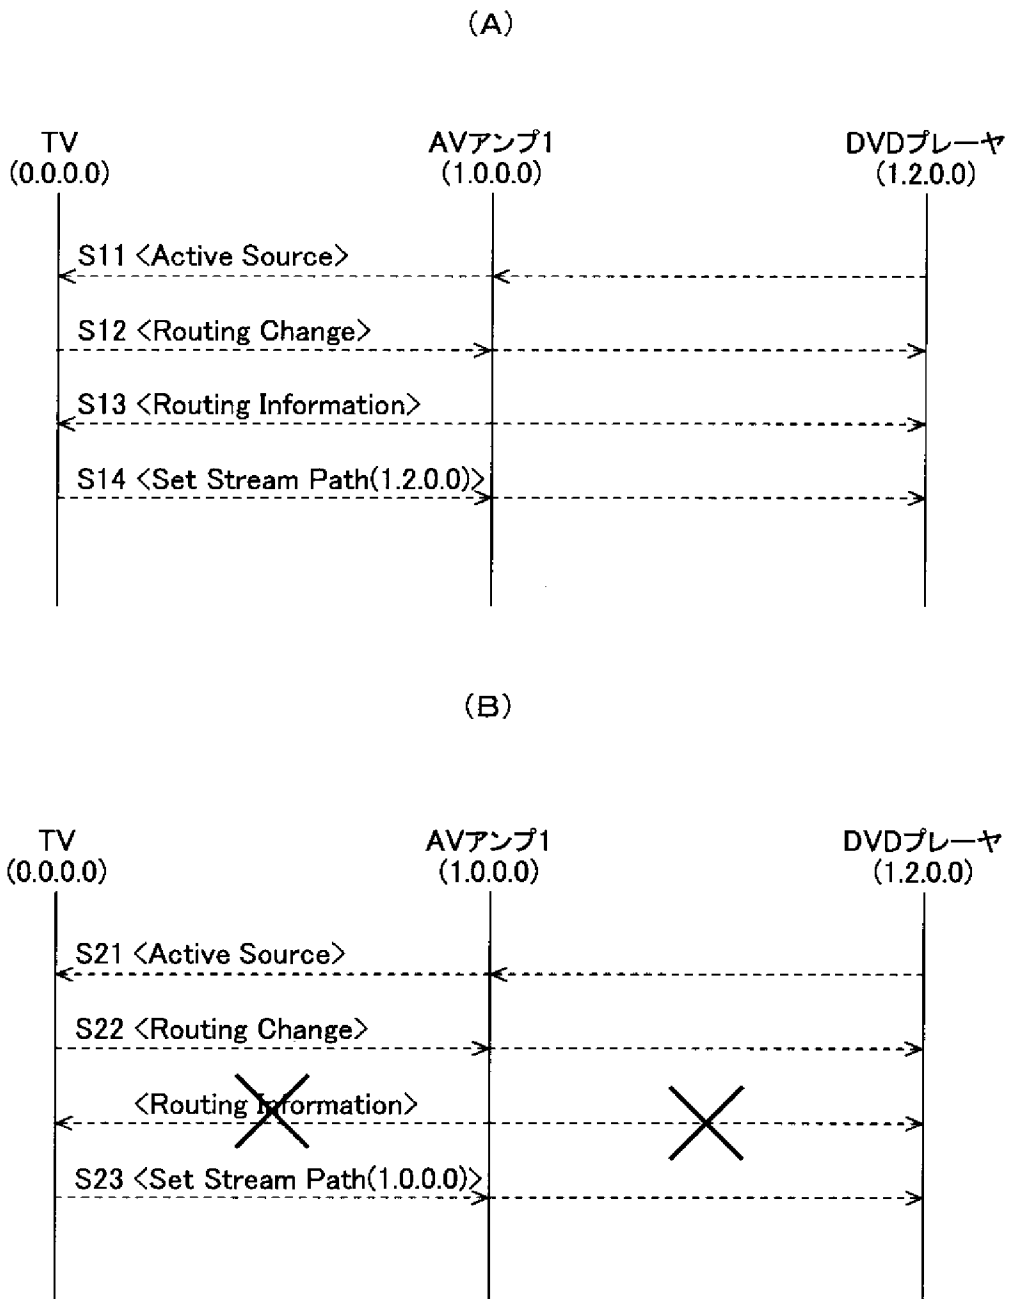 (A)
TV
(0.0.0.0)
AVアンプ1
(1.0.0.0)
DVDプレーヤ
(1.2.0.0)
S11 <Active Source>
S12 <Routing Change>
S13 <Routing Information>
S14 <Set Stream Path(1.2.0.0)>
(B)
TV
(0.0.0.0)
AVアンプ1
(1.0.0.0)
DVDプレーヤ
(1.2.0.0)
S21 <Active Source>
S22 <Routing Change>
<Routing Information>
S23 <Set Stream Path(1.0.0.0)>